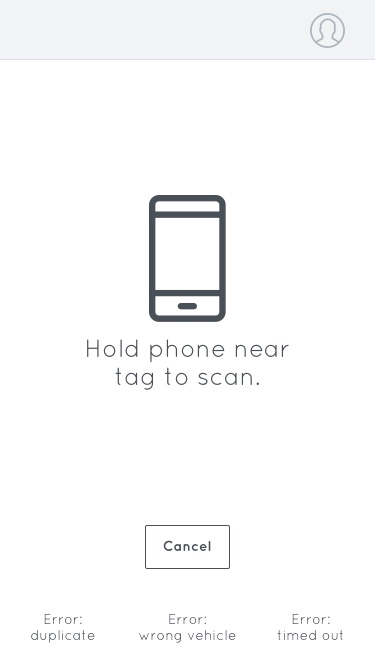 Hold phone near
tag to scan.
Cancel
Error:
duplicate
Error:
wrong vehicle
Error:
timed out